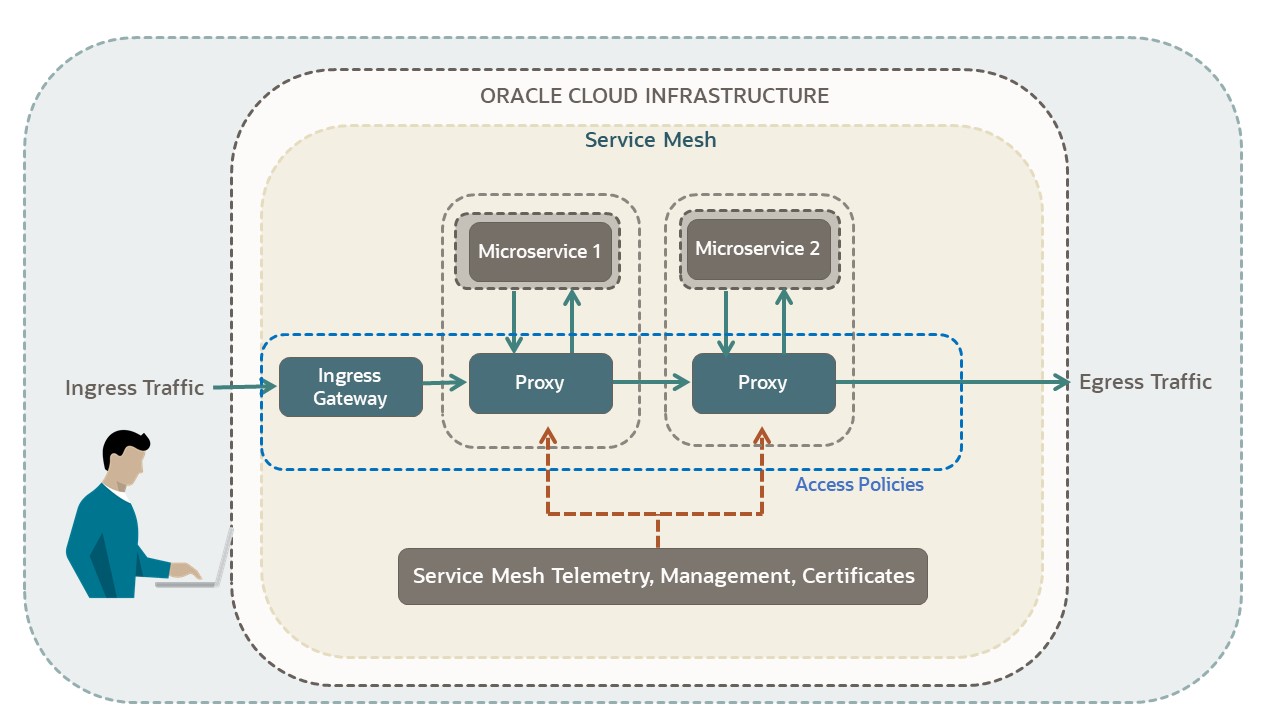 ORACLE CLOUD INFRASTRUCTURE
Service Mesh
Microservice 1
Microservice 2
Ingress Traffic
Ingress
Gateway
Proxy
Proxy
Egress Traffic
Access Policies
Service Mesh Telemetry, Management, Certificates